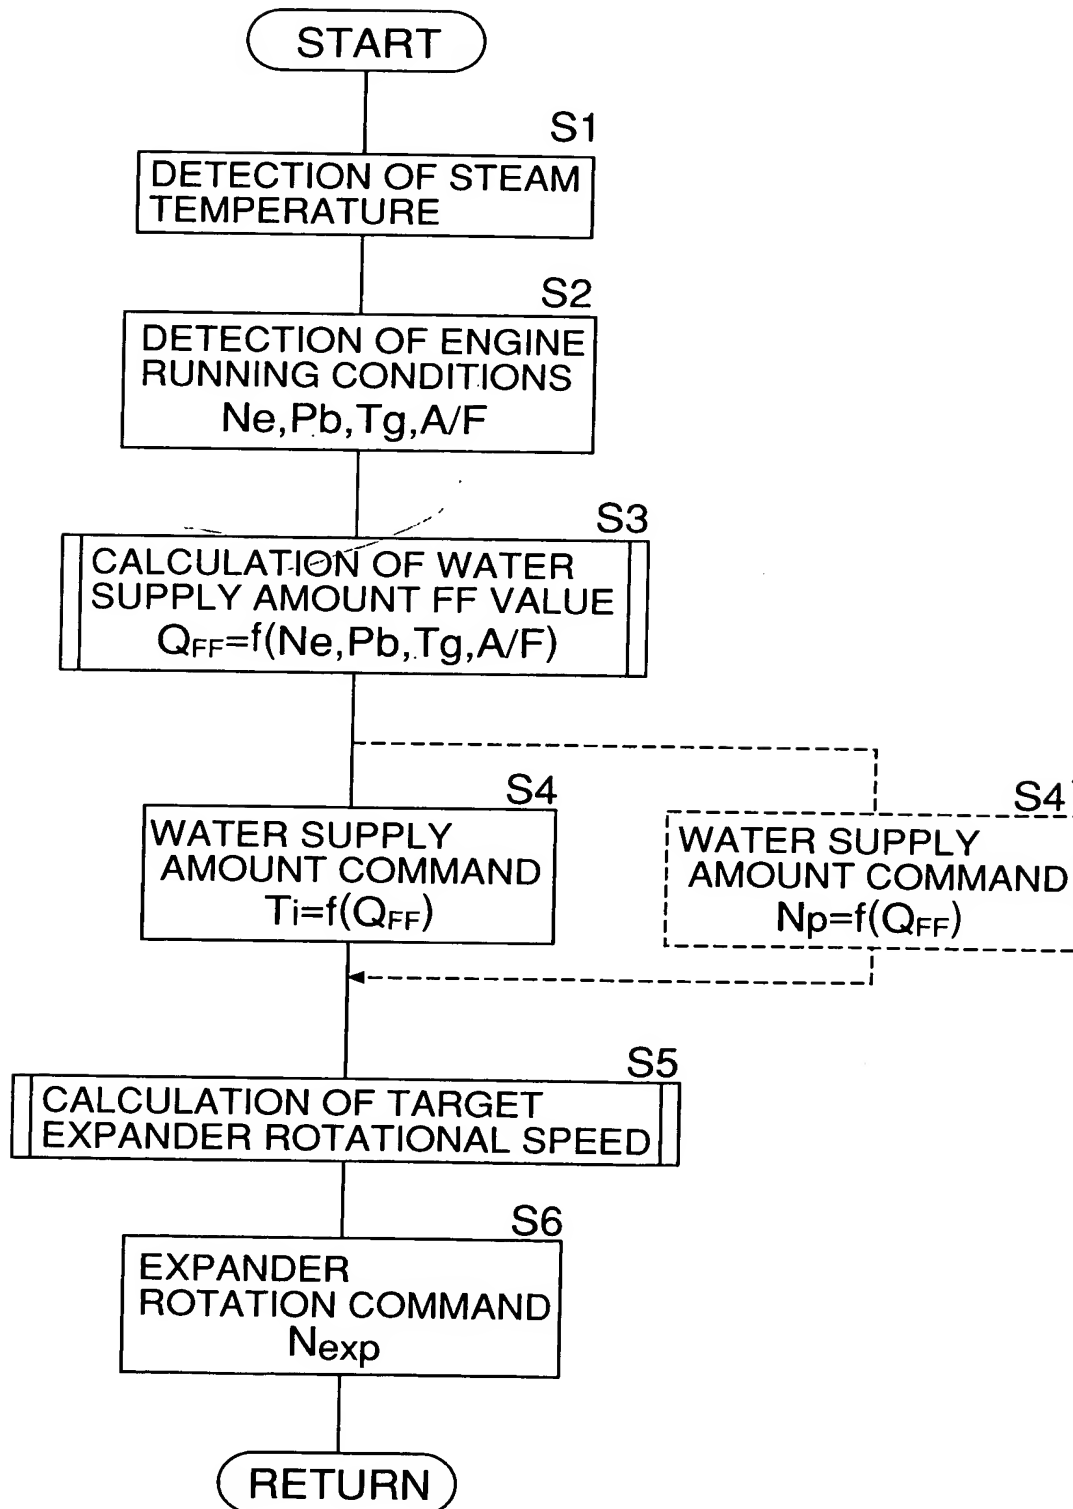 START
S1
DETECTION OF STEAM
TEMPERATURE
S2
DETECTION OF ENGINE
RUNNING CONDITIONS
Ne,Pb,Tg,A/F
S3
CALCULATION OF WATER
SUPPLY AMOUNT FF VALUE
QFF=f(Ne,Pb,Tg,A/F)
S4
WATER SUPPLY
AMOUNT COMMAND
Ti=f(QFF)
S4'
WATER SUPPLY
AMOUNT COMMAND
Np=f(QFF)
S5
CALCULATION OF TARGET
EXPANDER ROTATIONAL SPEED
S6
EXPANDER
ROTATION COMMAND
Nexp
RETURN